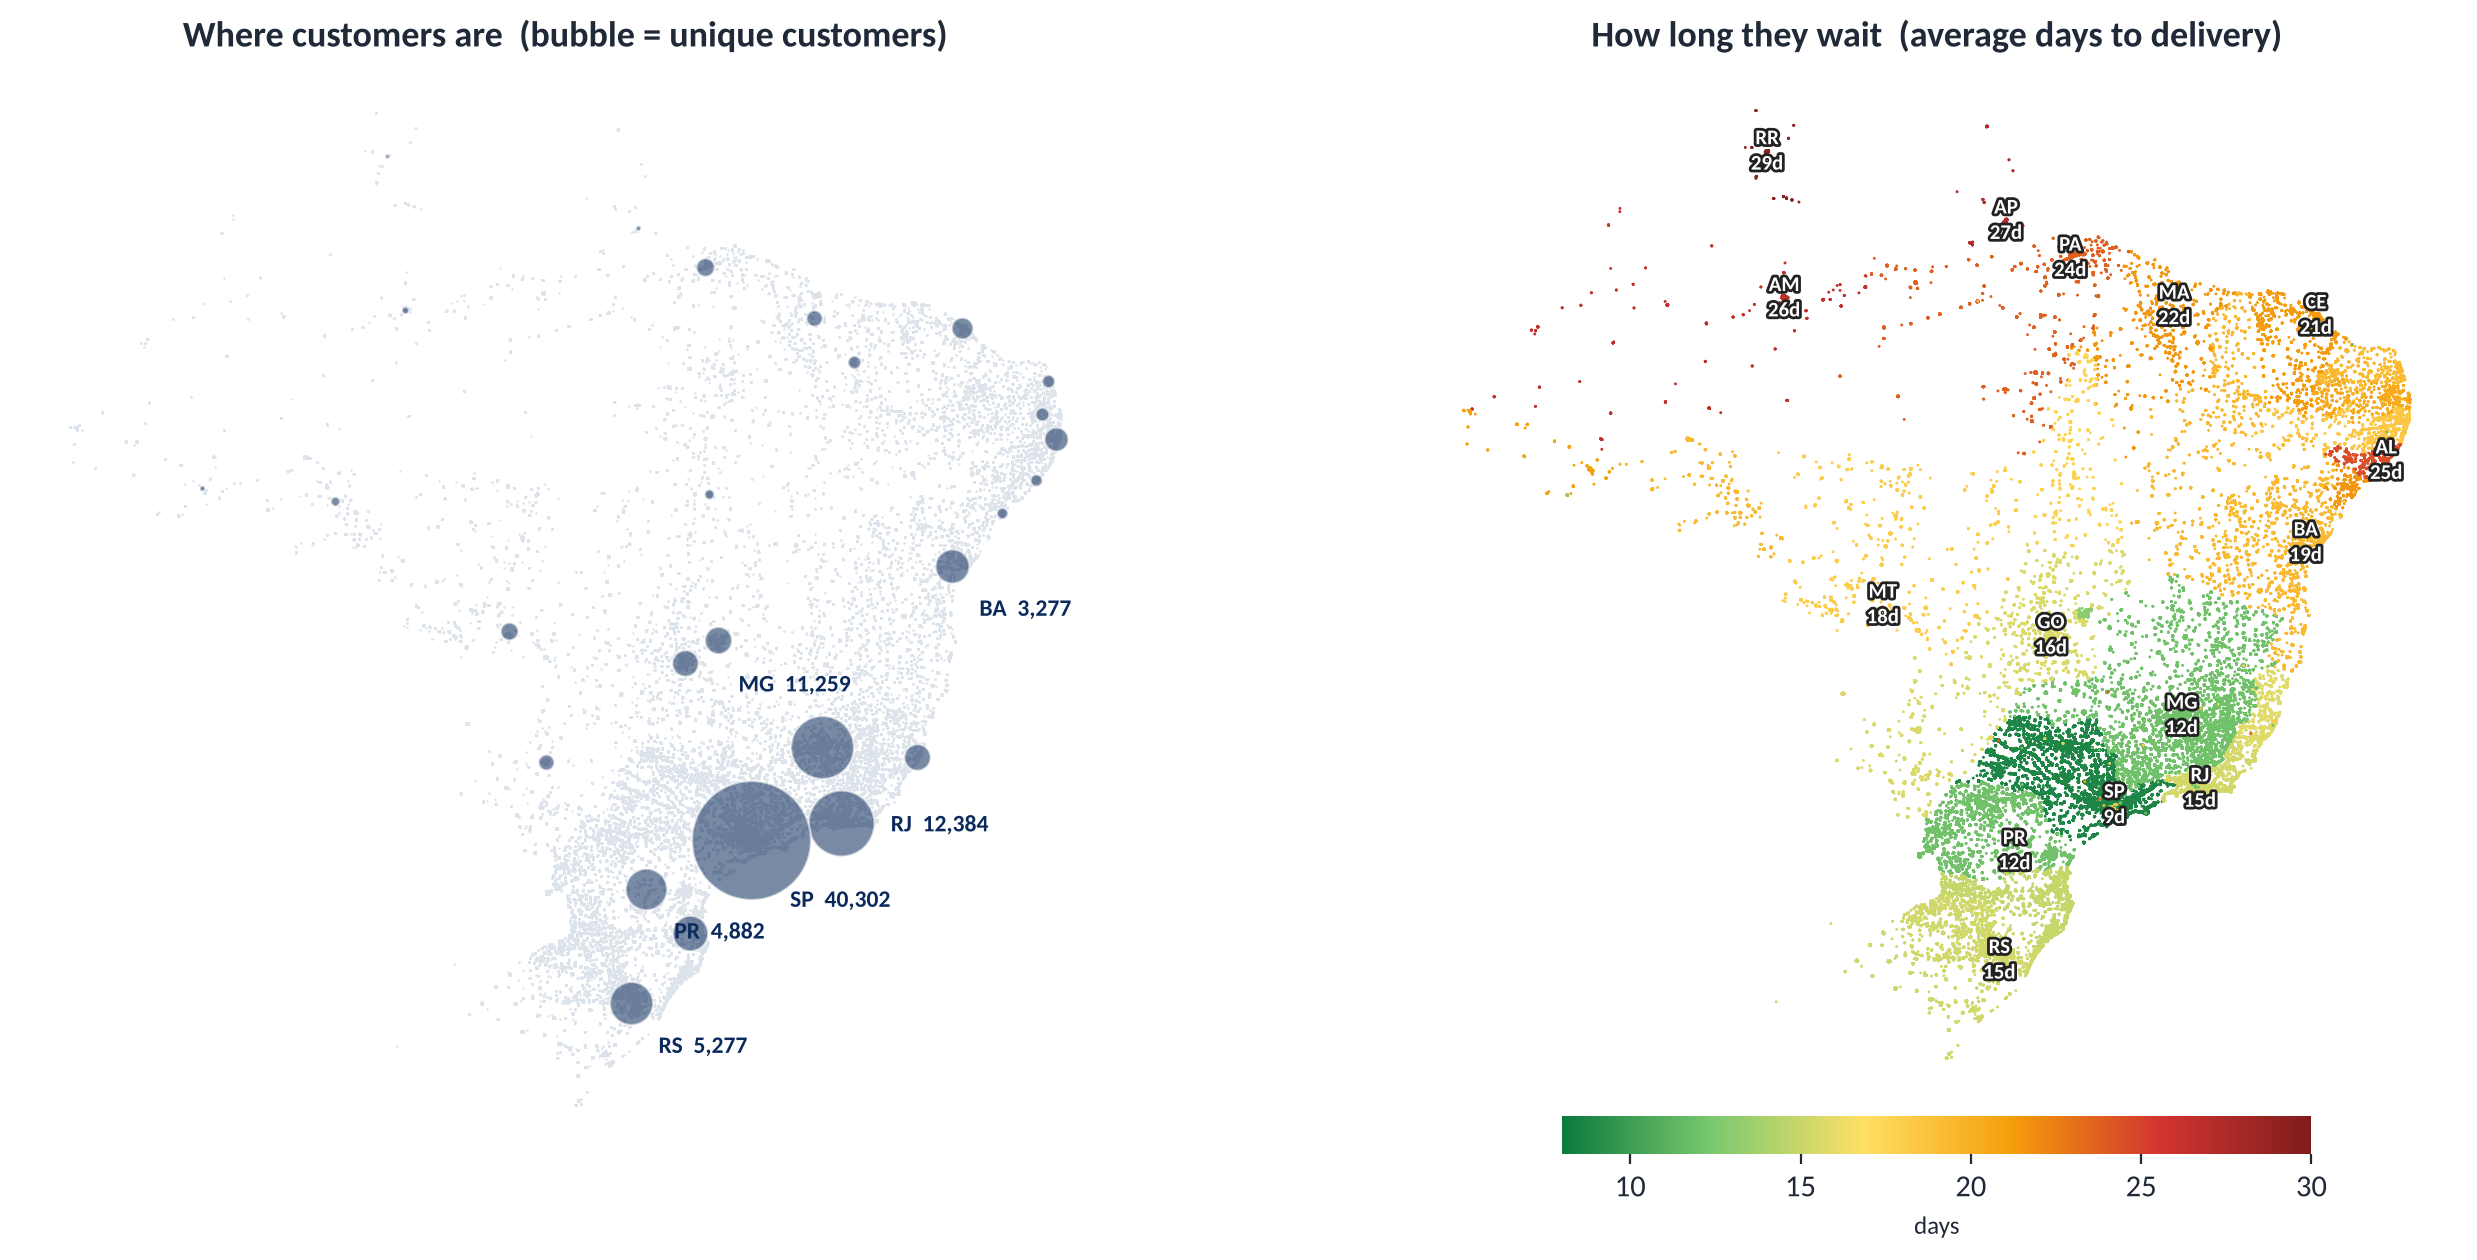 Where customers are  (bubble = unique customers)
BA  3,277
MG  11,259
RJ  12,384
SP  40,302
PR  4,882
RS  5,277
How long they wait  (average days to delivery)
RR
29d
AP
27d
PA
24d
AM
26d
MA
22d
CE
21d
AL
25d
BA
19d
MT
18d
GO
16d
MG
12d
RJ
15d
SP
9d
PR
12d
RS
15d
10 15 20 25 30
days